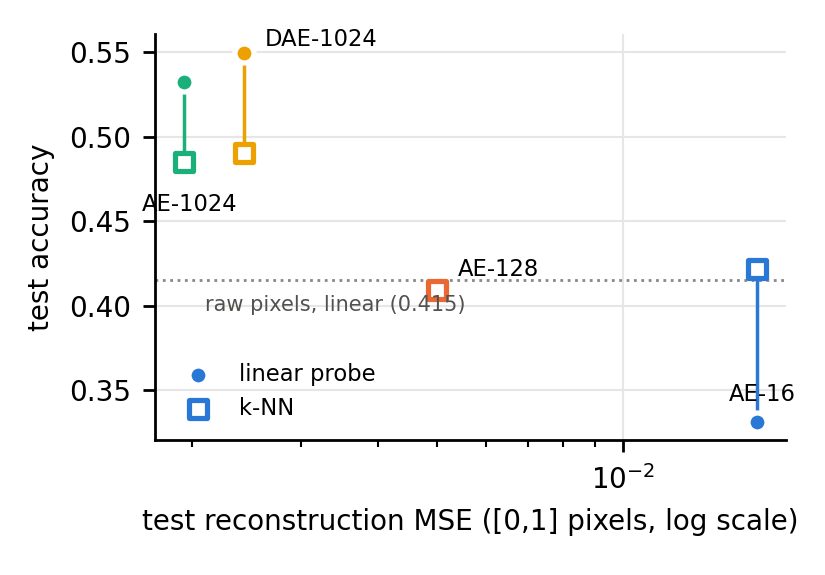 0.55
0.50
0.45
0.40
0.35
test accuracy
DAE-1024
AE-1024
AE-128
raw pixels, linear (0.415)
AE-16
linear probe
k-NN
10⁻²
test reconstruction MSE ([0,1] pixels, log scale)